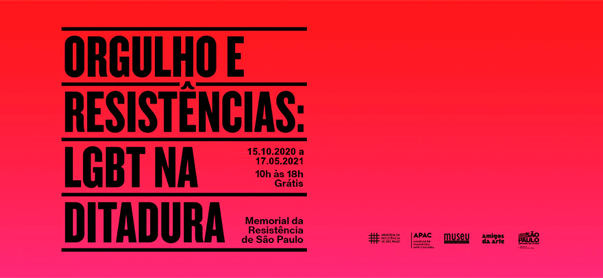 ORGULHO E
RESISTÊNCIAS:
LGBT NA
15.10.2020 a
17.05.2021
10h às 18h
Grátis
DITADURA
Memorial da
Resistência
de São Paulo
APAC
museu
Amigos
da Arte
SÃO PAULO